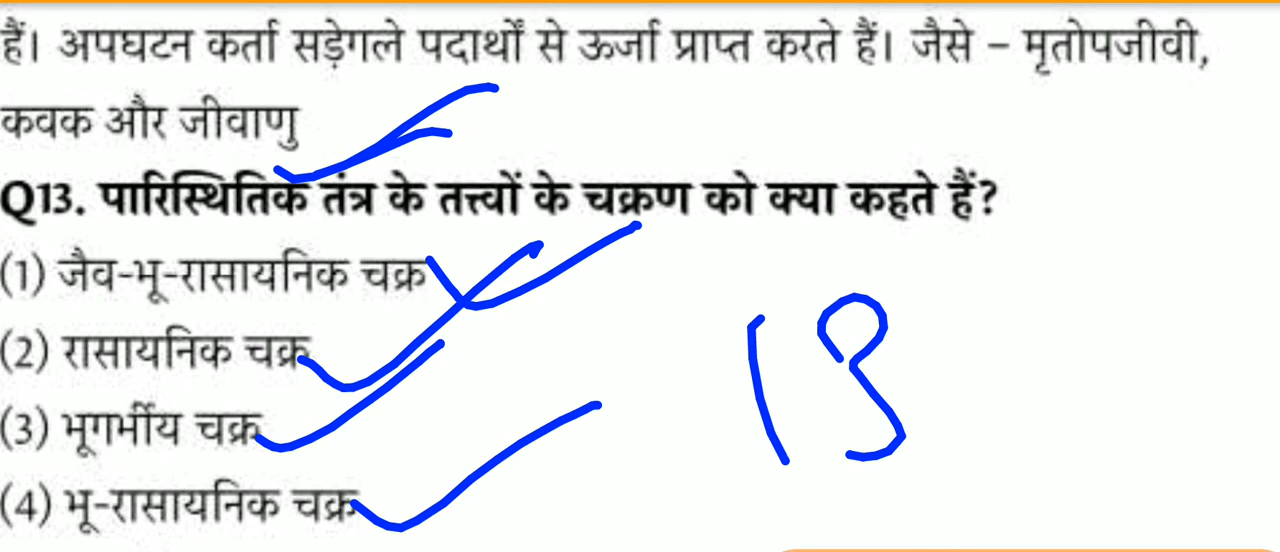 हैं। अपघटन कर्ता सड़ेगले पदार्थों से ऊर्जा प्राप्त करते हैं। जैसे – मृतोपजीवी,
कवक और जीवाणु
Q13. पारिस्थितिक तंत्र के तत्त्वों के चक्रण को क्या कहते हैं?
(1) जैव-भू-रासायनिक चक्र
(2) रासायनिक चक्र
(3) भूगर्भीय चक्र
(4) भू-रासायनिक चक्र
13